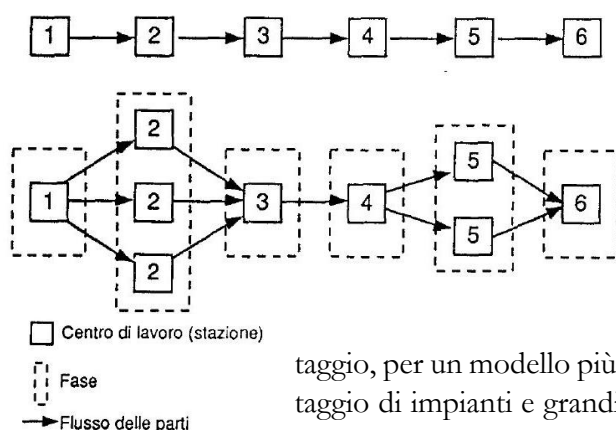 1 2 3 4 5 6
2
1 2 3 4 5 6
2 5
Centro di lavoro (stazione)
Fase
Flusso delle parti
taggio, per un modello più
taggio di impianti e grandi